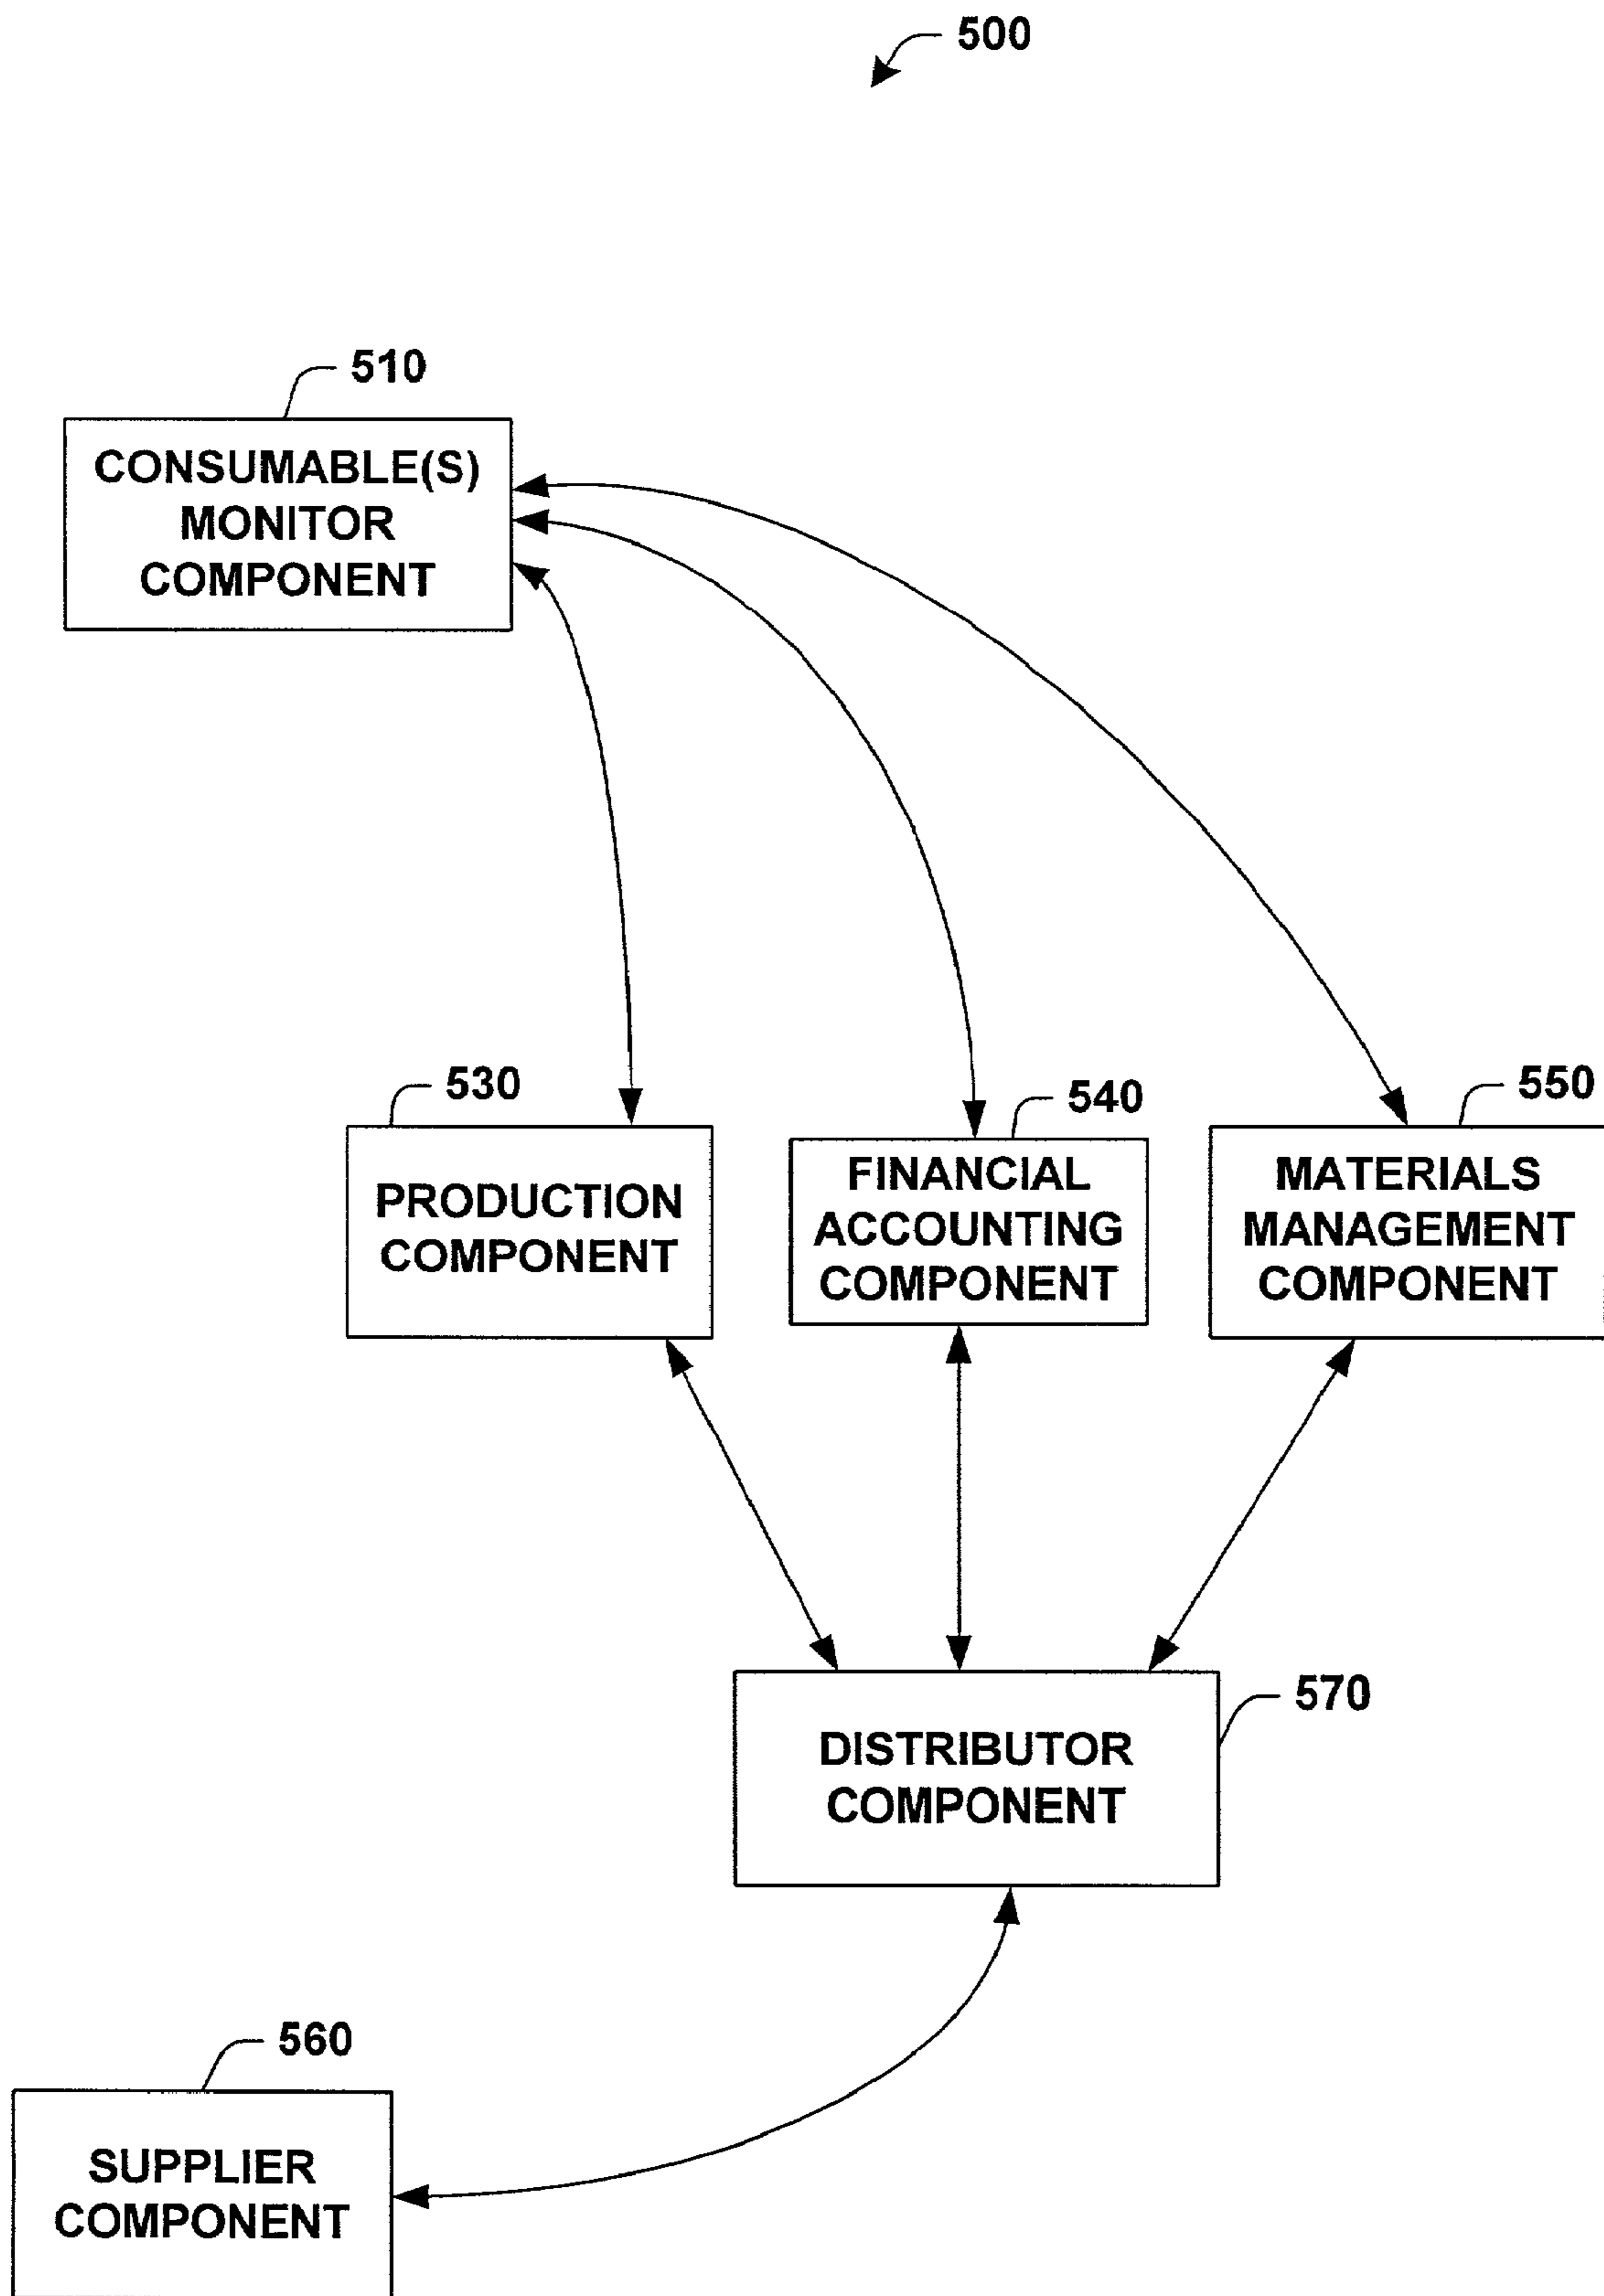 500
510
CONSUMABLE(S)
MONITOR
COMPONENT
530
PRODUCTION
COMPONENT
540
FINANCIAL
ACCOUNTING
COMPONENT
550
MATERIALS
MANAGEMENT
COMPONENT
570
DISTRIBUTOR
COMPONENT
560
SUPPLIER
COMPONENT